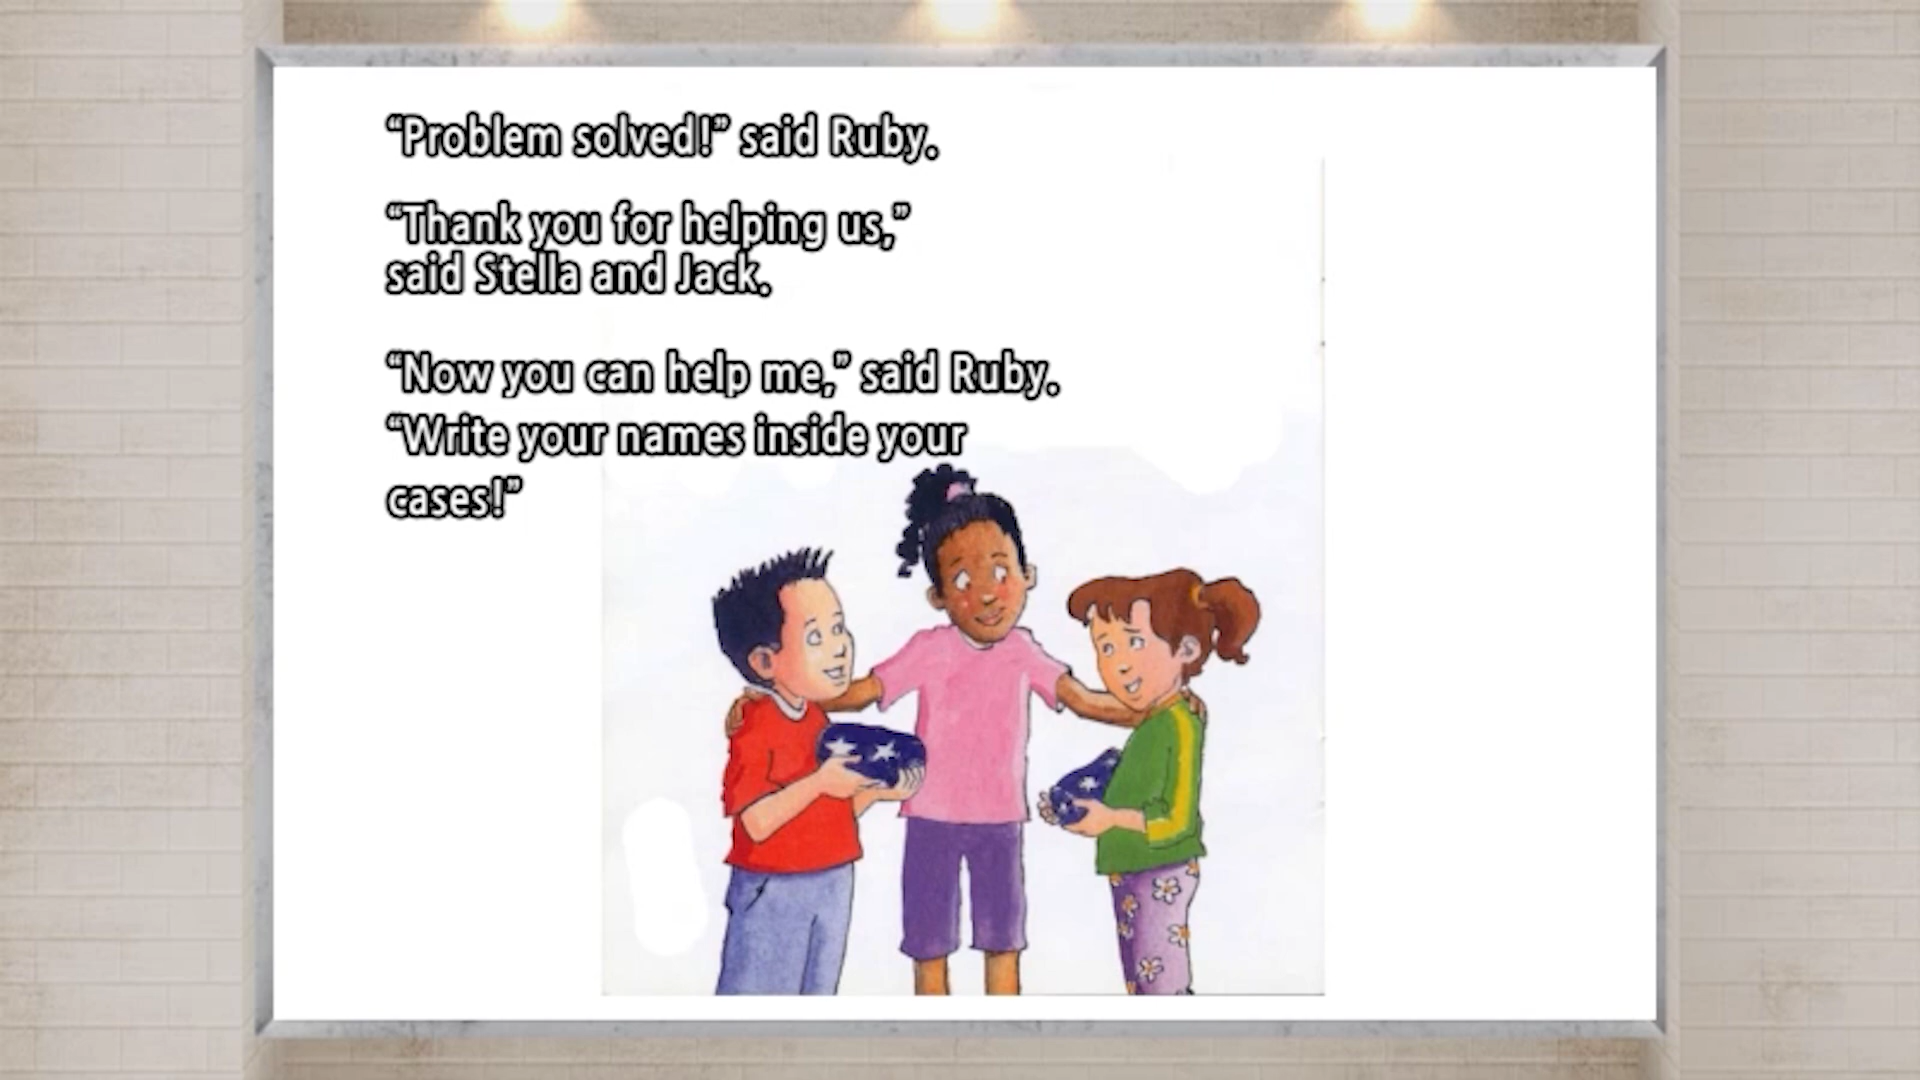 “Problem solved!” said Ruby.
“Thank you for helping us,”
said Stella and Jack.
“Now you can help me,” said Ruby.
“Write your names inside your
cases!”